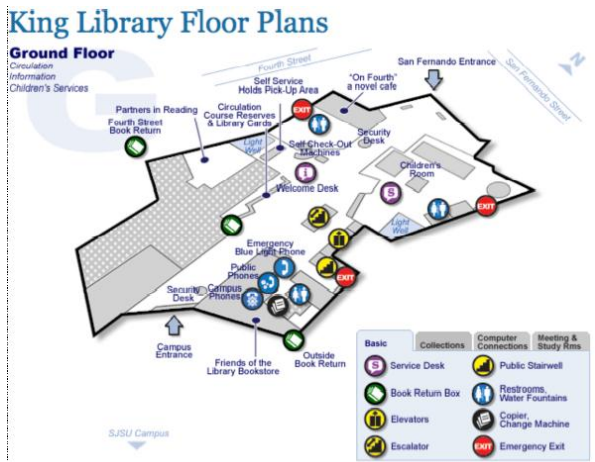 King Library Floor Plans
Ground Floor
Circulation
Information
Children's Services
G
Fourth Street
San Fernando Entrance
San Fernando Street
N
Self Service
Holds Pick-Up Area
"On Fourth"
a novel cafe
Partners in Reading
Circulation
Course Reserves
& Library Cards
EXIT
Fourth Street
Book Return
Light
Well
Self Check-Out
Machines
Security
Desk
Children's
Room
i
Welcome Desk
S
EXIT
Light
Well
Emergency
Blue Light Phone
Public
Phones
EXIT
Security
Desk
Campus
Phones
Campus
Entrance
Friends of the
Library Bookstore
Outside
Book Return
SJSU Campus
Basic
Collections
Computer
Connections
Meeting &
Study Rms
S
Service Desk
Public Stairwell
Book Return Box
Restrooms,
Water Fountains
Elevators
Copier,
Change Machine
Escalator
EXIT
Emergency Exit